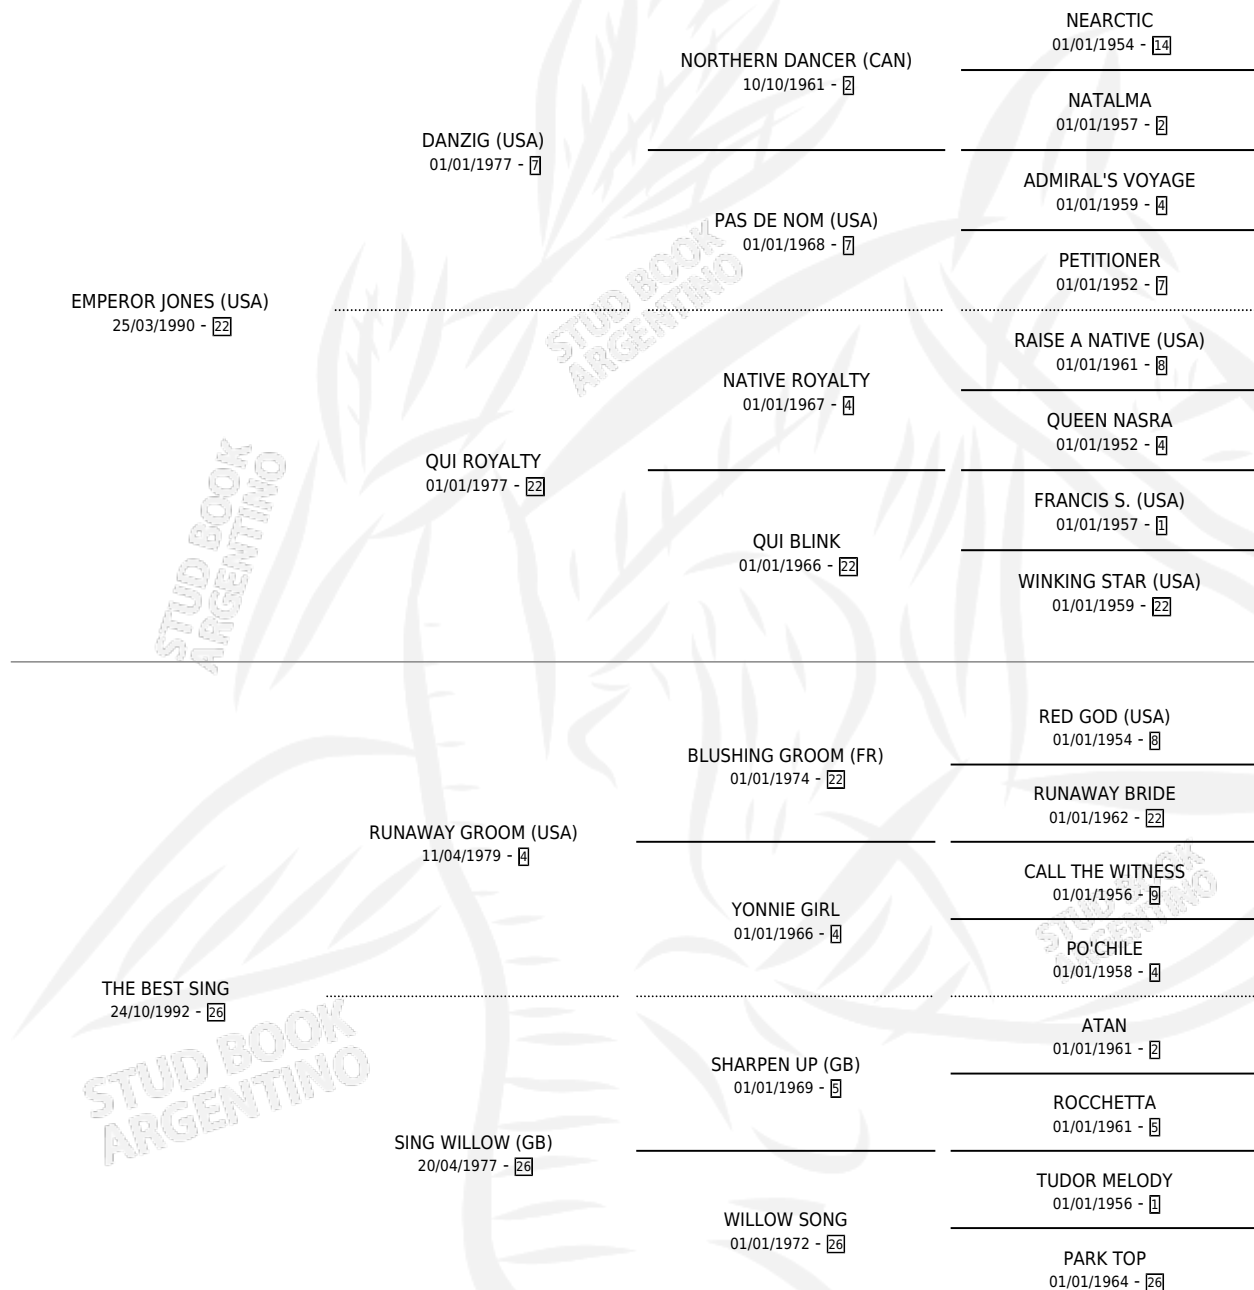 NEARCTIC
01/01/1954 - 14
NORTHERN DANCER (CAN)
10/10/1961 - 2
NATALMA
01/01/1957 - 2
DANZIG (USA)
01/01/1977 - 7
ADMIRAL'S VOYAGE
01/01/1959 - 4
PAS DE NOM (USA)
01/01/1968 - 7
PETITIONER
01/01/1952 - 7
EMPEROR JONES (USA)
25/03/1990 - 22
RAISE A NATIVE (USA)
01/01/1961 - 8
NATIVE ROYALTY
01/01/1967 - 4
QUEEN NASRA
01/01/1952 - 4
QUI ROYALTY
01/01/1977 - 22
FRANCIS S. (USA)
01/01/1957 - 1
QUI BLINK
01/01/1966 - 22
WINKING STAR (USA)
01/01/1959 - 22
RED GOD (USA)
01/01/1954 - 8
BLUSHING GROOM (FR)
01/01/1974 - 22
RUNAWAY BRIDE
01/01/1962 - 22
RUNAWAY GROOM (USA)
11/04/1979 - 4
CALL THE WITNESS
01/01/1956 - 9
YONNIE GIRL
01/01/1966 - 4
PO'CHILE
01/01/1958 - 4
THE BEST SING
24/10/1992 - 26
ATAN
01/01/1961 - 2
SHARPEN UP (GB)
01/01/1969 - 5
ROCCHETTA
01/01/1961 - 5
SING WILLOW (GB)
20/04/1977 - 26
TUDOR MELODY
01/01/1956 - 1
WILLOW SONG
01/01/1972 - 26
PARK TOP
01/01/1964 - 26
STUD BOOK
ARGENTINO
STUD BOOK
ARGENTINO
STUD BOOK
ARGENTINO
STUD BOOK
ARGENTINO